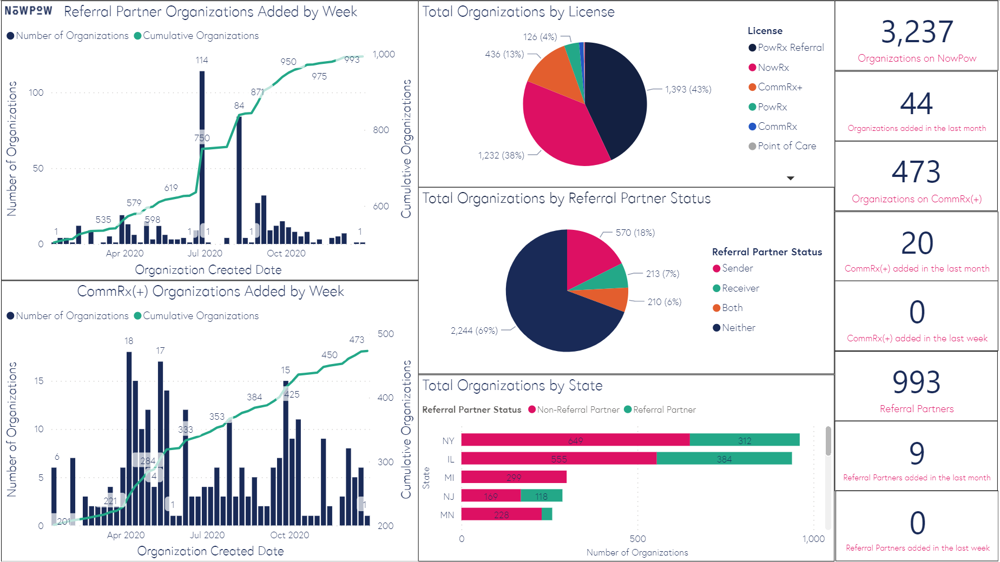 NOWPOW
Referral Partner Organizations Added by Week
Number of Organizations
Cumulative Organizations
Number of Organizations
Cumulative Organizations
100
50
0
1,000
800
600
1
535
579
598
619
1
114
750
1
84
1
871
950
975
993
1
Apr 2020
Jul 2020
Oct 2020
Organization Created Date
CommRx(+) Organizations Added by Week
Number of Organizations
Cumulative Organizations
Number of Organizations
Cumulative Organizations
15
10
5
0
500
400
300
200
6
201
221
18
284
4
17
1
333
353
384
15
425
450
473
1
Apr 2020
Jul 2020
Oct 2020
Organization Created Date
Total Organizations by License
126 (4%)
436 (13%)
1,393 (43%)
1,232 (38%)
License
PowRx Referral
NowRx
CommRx+
PowRx
CommRx
Point of Care
Total Organizations by Referral Partner Status
570 (18%)
213 (7%)
210 (6%)
2,244 (69%)
Referral Partner Status
Sender
Receiver
Both
Neither
Total Organizations by State
Referral Partner Status
Non-Referral Partner
Referral Partner
State
NY
649
312
IL
555
384
MI
299
NJ
169
118
MN
228
0
500
1,000
Number of Organizations
3,237
Organizations on NowPow
44
Organizations added in the last month
473
Organizations on CommRx(+)
20
CommRx(+) added in the last month
0
CommRx(+) added in the last week
993
Referral Partners
9
Referral Partners added in the last month
0
Referral Partners added in the last week